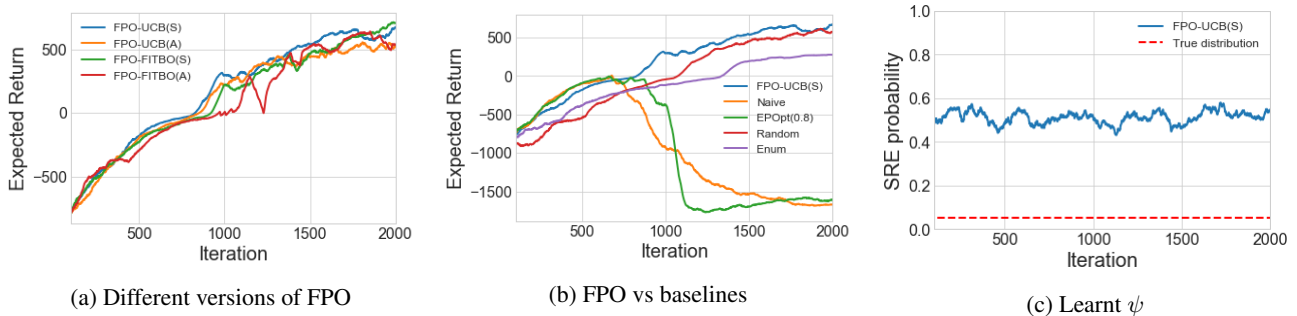 Expected Return
500
0
−500
FPO-UCB(S)
FPO-UCB(A)
FPO-FITBO(S)
FPO-FITBO(A)
500
1000
1500
2000
Iteration
(a) Different versions of FPO
Expected Return
500
0
−500
−1000
−1500
FPO-UCB(S)
Naive
EPOpt(0.8)
Random
Enum
500
1000
1500
2000
Iteration
(b) FPO vs baselines
SRE probability
1.0
0.8
0.6
0.4
0.2
0.0
FPO-UCB(S)
True distribution
500
1000
1500
2000
Iteration
(c) Learnt ψ